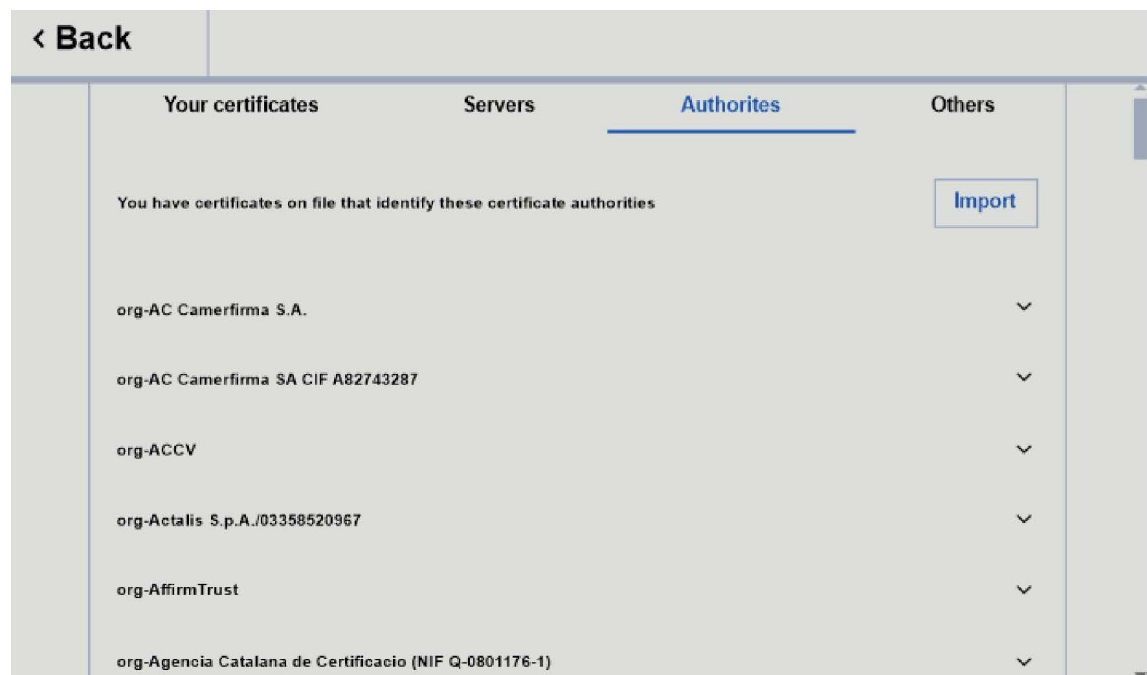 < Back
Your certificates Servers Authorites Others
You have certificates on file that identify these certificate authorities Import
org-AC Camerfirma S.A.
org-AC Camerfirma SA CIF A82743287
org-ACCV
org-Actalis S.p.A./03358520967
org-AffirmTrust
org-Agencia Catalana de Certificacio (NIF Q-0801176-1)